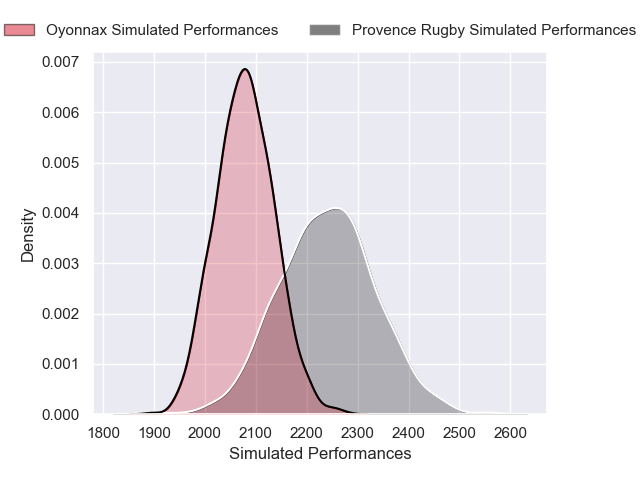 Oyonnax Simulated Performances
Provence Rugby Simulated Performances
0.007
0.006
0.005
0.004
0.003
0.002
0.001
0.000
Density
1800 1900 2000 2100 2200 2300 2400 2500 2600
Simulated Performances